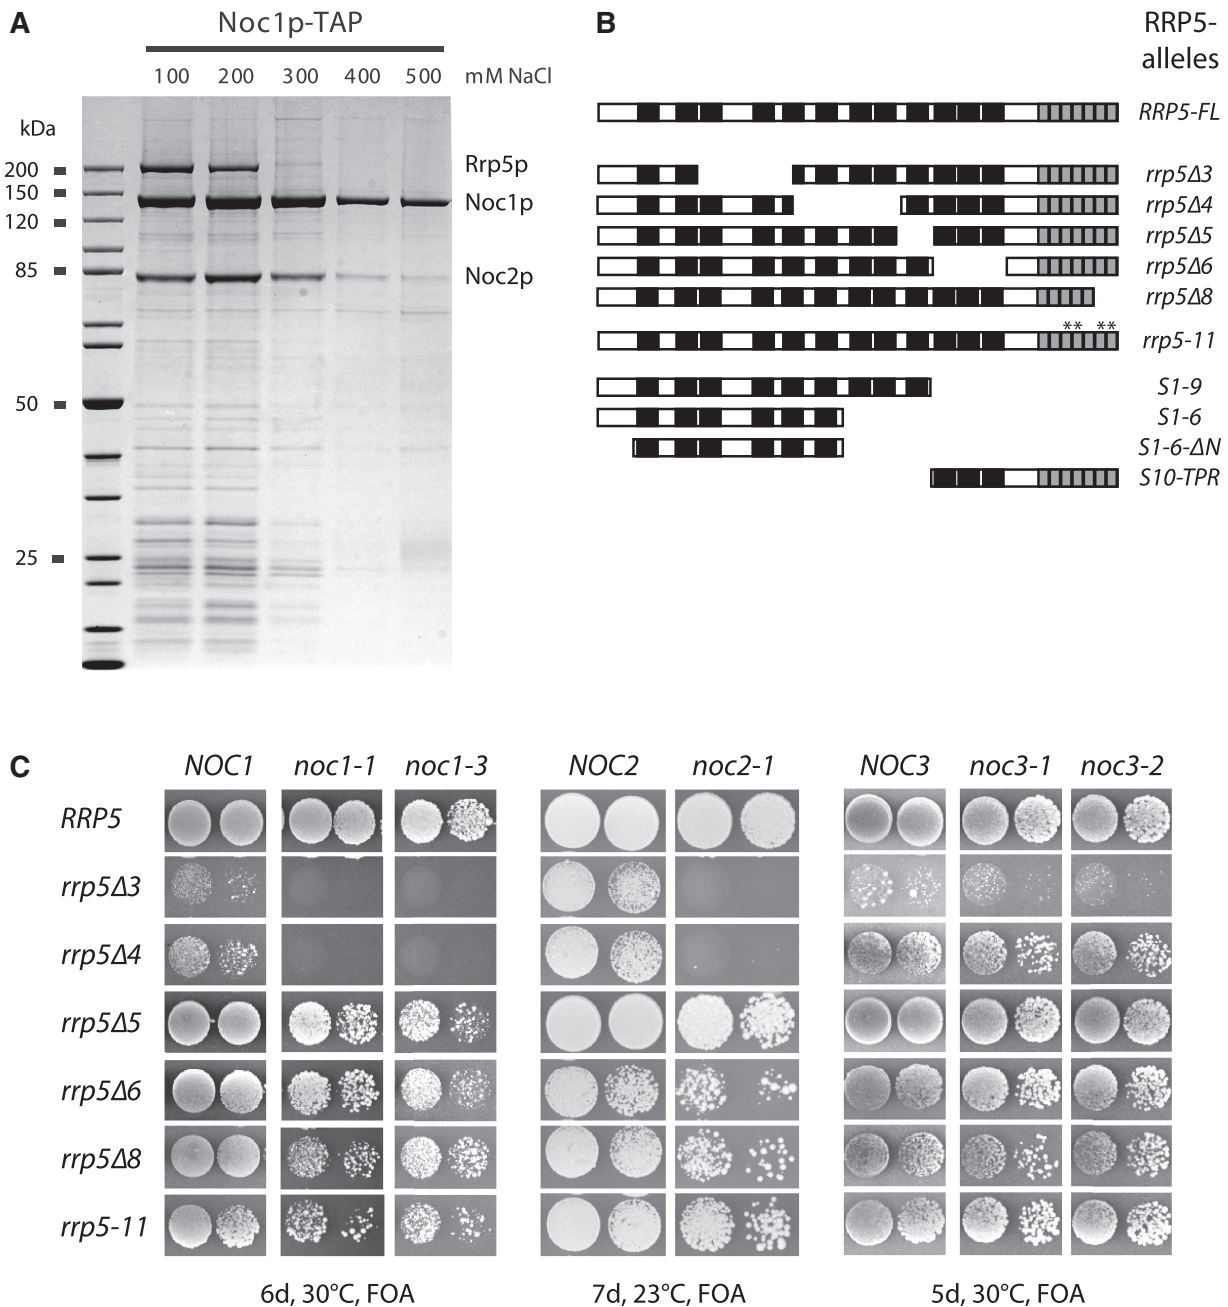 A
Noc1p-TAP
100 200 300 400 500 mM NaCl
kDa
200
150
120
85
50
25
Rrp5p
Noc1p
Noc2p
B
RRP5-
alleles
RRP5-FL
rrp5Δ3
rrp5Δ4
rrp5Δ5
rrp5Δ6
rrp5Δ8
** **
rrp5-11
S1-9
S1-6
S1-6-ΔN
S10-TPR
C
NOC1 noc1-1 noc1-3 NOC2 noc2-1 NOC3 noc3-1 noc3-2
RRP5
rrp5Δ3
rrp5Δ4
rrp5Δ5
rrp5Δ6
rrp5Δ8
rrp5-11
6d, 30°C, FOA 7d, 23°C, FOA 5d, 30°C, FOA